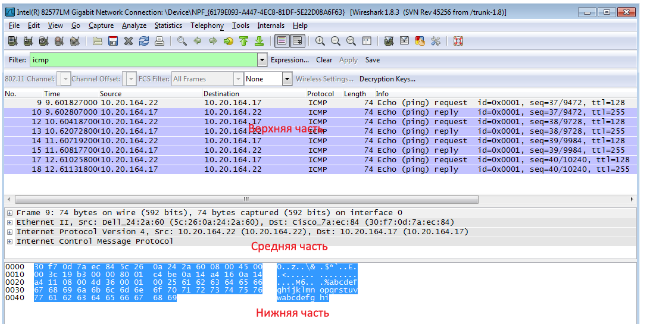 Intel(R) 82577LM Gigabit Network Connection: \Device\NPF_{6179E093-A447-4EC8-B1DF-5E22D0BA6F63} [Wireshark 1.8.3 (SVN Rev 45256 from /trunk-1.8)]
File Edit View Go Capture Analyze Statistics Telephony Tools Internals Help
Filter: icmp Expression... Clear Apply Save
802.11 Channel: Channel Offset: FCS Filter: All Frames None Wireless Settings... Decryption Keys...
No. Time Source Destination Protocol Length Info
9 9.601827000 10.20.164.22 10.20.164.17 ICMP 74 Echo (ping) request id=0x0001, seq=37/9472, ttl=128
10 9.602807000 10.20.164.17 10.20.164.22 ICMP 74 Echo (ping) reply id=0x0001, seq=37/9472, ttl=255
12 10.60418700 10.20.164.22 10.20.164.17 ICMP 74 Echo (ping) request id=0x0001, seq=38/9728, ttl=128
Верхняя часть
13 10.62072800 10.20.164.17 10.20.164.22 ICMP 74 Echo (ping) reply id=0x0001, seq=38/9728, ttl=255
14 11.60719200 10.20.164.22 10.20.164.17 ICMP 74 Echo (ping) request id=0x0001, seq=39/9984, ttl=128
15 11.60817700 10.20.164.17 10.20.164.22 ICMP 74 Echo (ping) reply id=0x0001, seq=39/9984, ttl=255
17 12.61025800 10.20.164.22 10.20.164.17 ICMP 74 Echo (ping) request id=0x0001, seq=40/10240, ttl=128
18 12.61131800 10.20.164.17 10.20.164.22 ICMP 74 Echo (ping) reply id=0x0001, seq=40/10240, ttl=255
Frame 9: 74 bytes on wire (592 bits), 74 bytes captured (592 bits) on interface 0
Ethernet II, Src: Dell_24:2a:60 (5c:26:0a:24:2a:60), Dst: Cisco_7a:ec:84 (30:f7:0d:7a:ec:84)
Internet Protocol Version 4, Src: 10.20.164.22 (10.20.164.22), Dst: 10.20.164.17 (10.20.164.17)
Internet Control Message Protocol
Средняя часть
0000 30 f7 0d 7a ec 84 5c 26 0a 24 2a 60 08 00 45 00 0..z..\& .$*`..E.
0010 00 3c 19 b3 00 00 80 01 c4 be 0a 14 a4 16 0a 14 .<...... ........
0020 a4 11 08 00 4d 36 00 01 00 25 61 62 63 64 65 66 ....M6.. .%abcdef
0030 67 68 69 6a 6b 6c 6d 6e 6f 70 71 72 73 74 75 76 ghijklmn opqrstuv
0040 77 61 62 63 64 65 66 67 68 69 wabcdefg hi
Нижняя часть